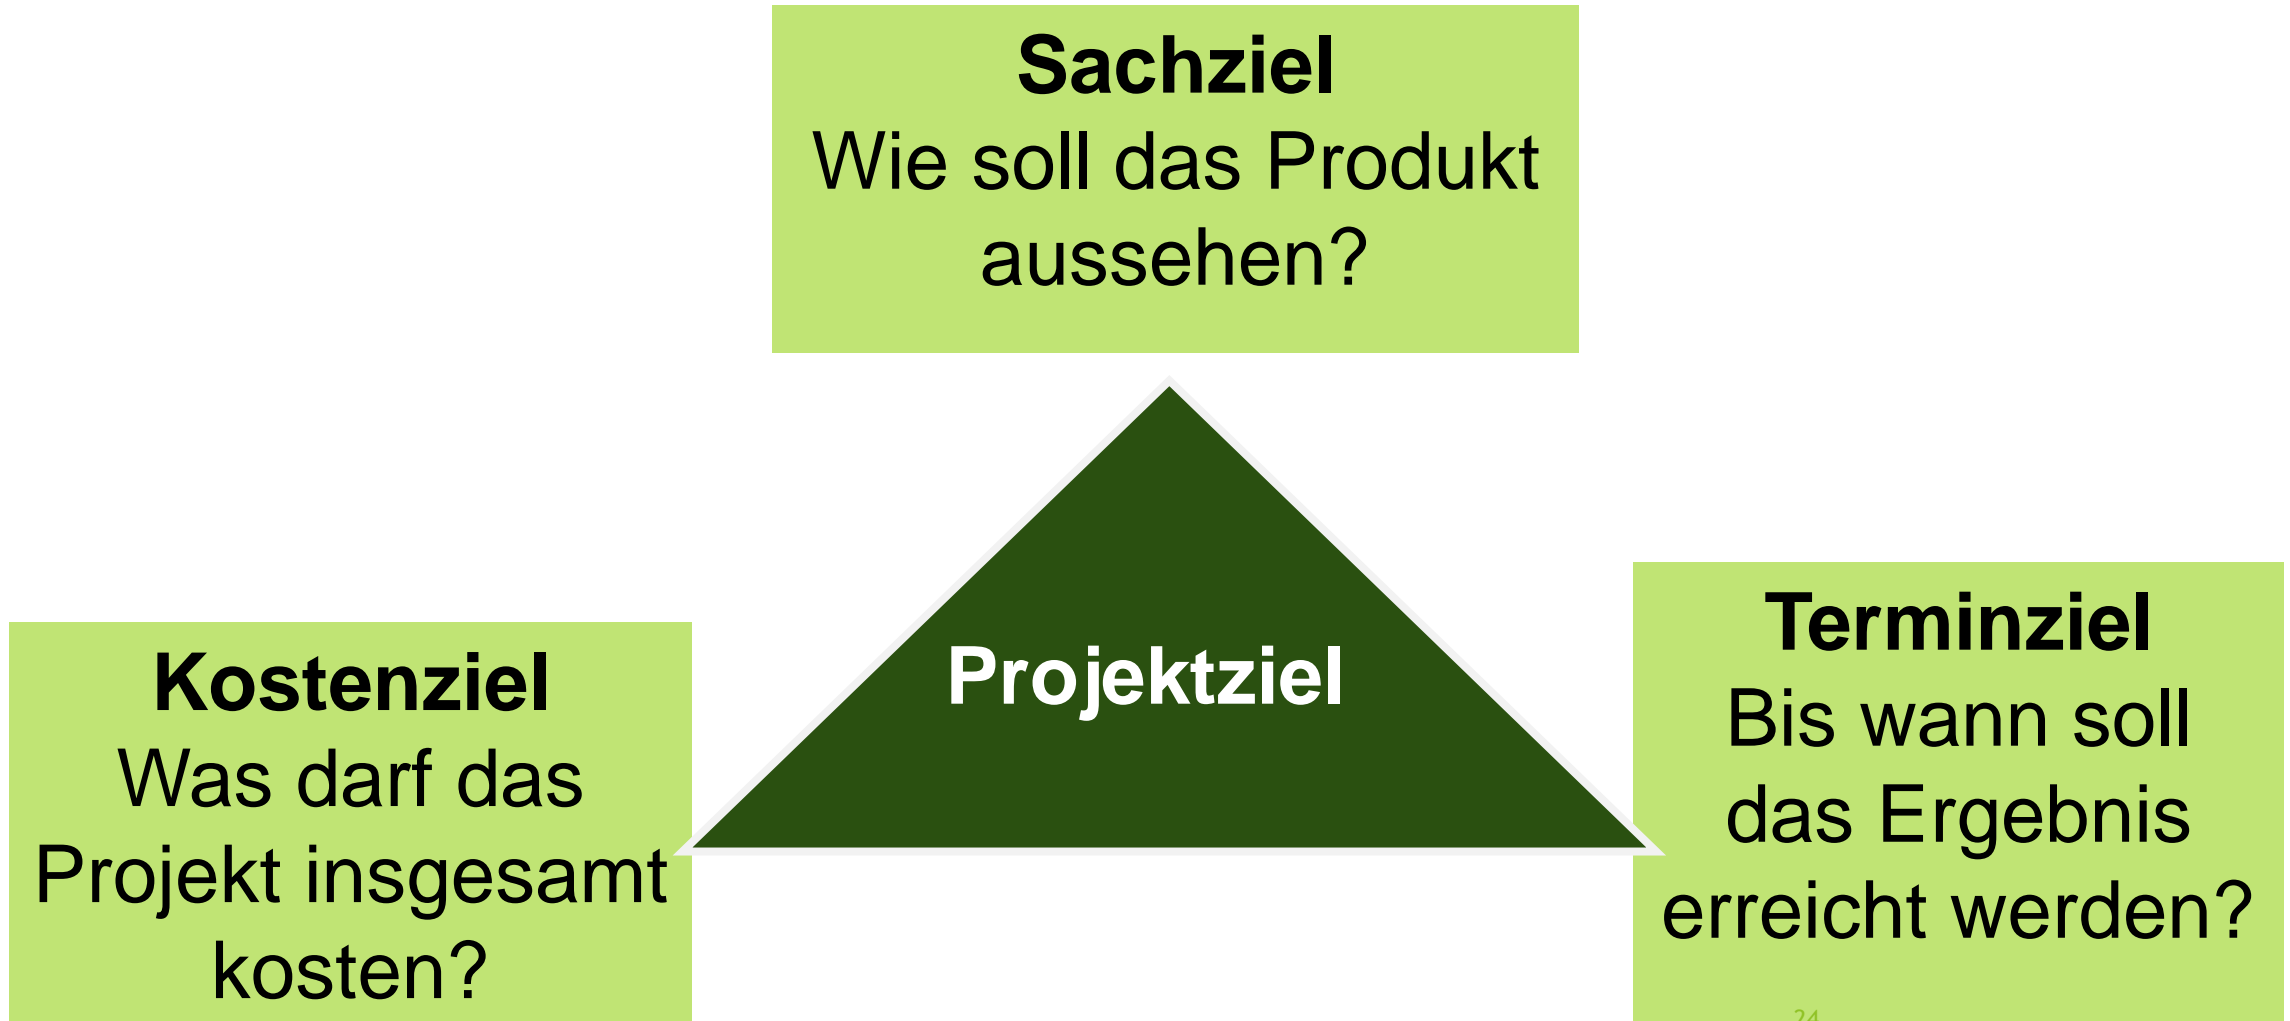 Sachziel
Wie soll das Produkt
aussehen?
Projektziel
Kostenziel
Was darf das
Projekt insgesamt
kosten?
Terminziel
Bis wann soll
das Ergebnis
erreicht werden?
24